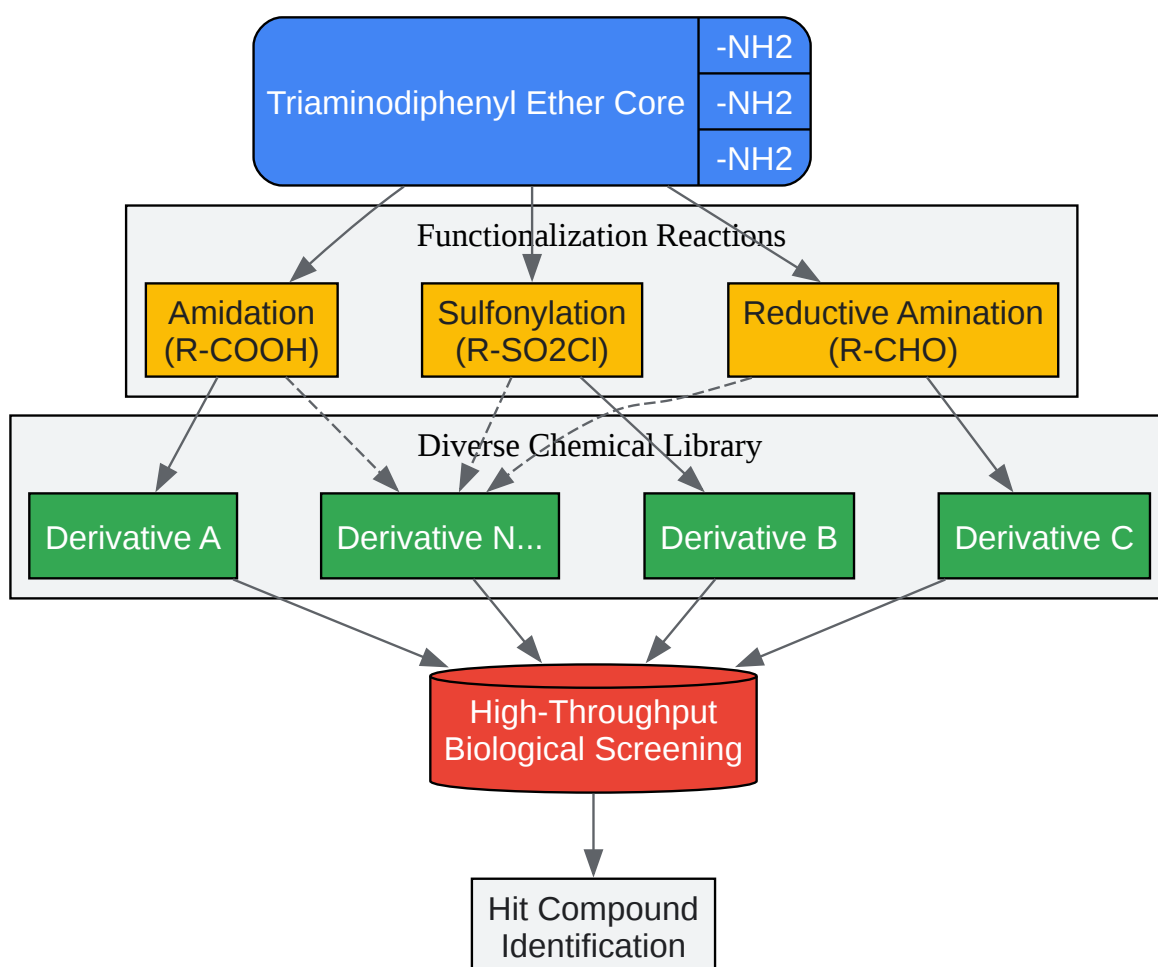 Triaminodiphenyl Ether Core
-NH2
-NH2
-NH2
Functionalization Reactions
Amidation
(R-COOH)
Sulfonylation
(R-SO2Cl)
Reductive Amination
(R-CHO)
Diverse Chemical Library
Derivative A
Derivative N...
Derivative B
Derivative C
High-Throughput
Biological Screening
Hit Compound
Identification